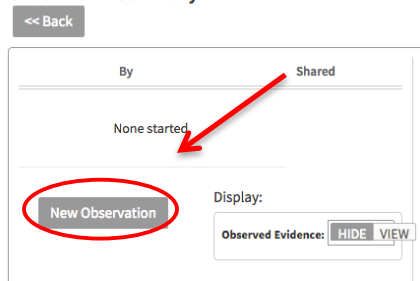 << Back
By Shared
None started
New Observation
Display:
Observed Evidence: HIDE VIEW